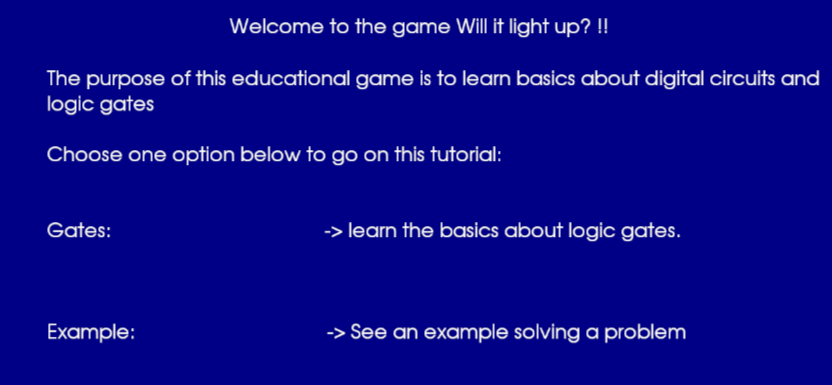 Welcome to the game Will it light up? !!
The purpose of this educational game is to learn basics about digital circuits and
logic gates
Choose one option below to go on this tutorial:
Gates: -> learn the basics about logic gates.
Example: -> See an example solving a problem